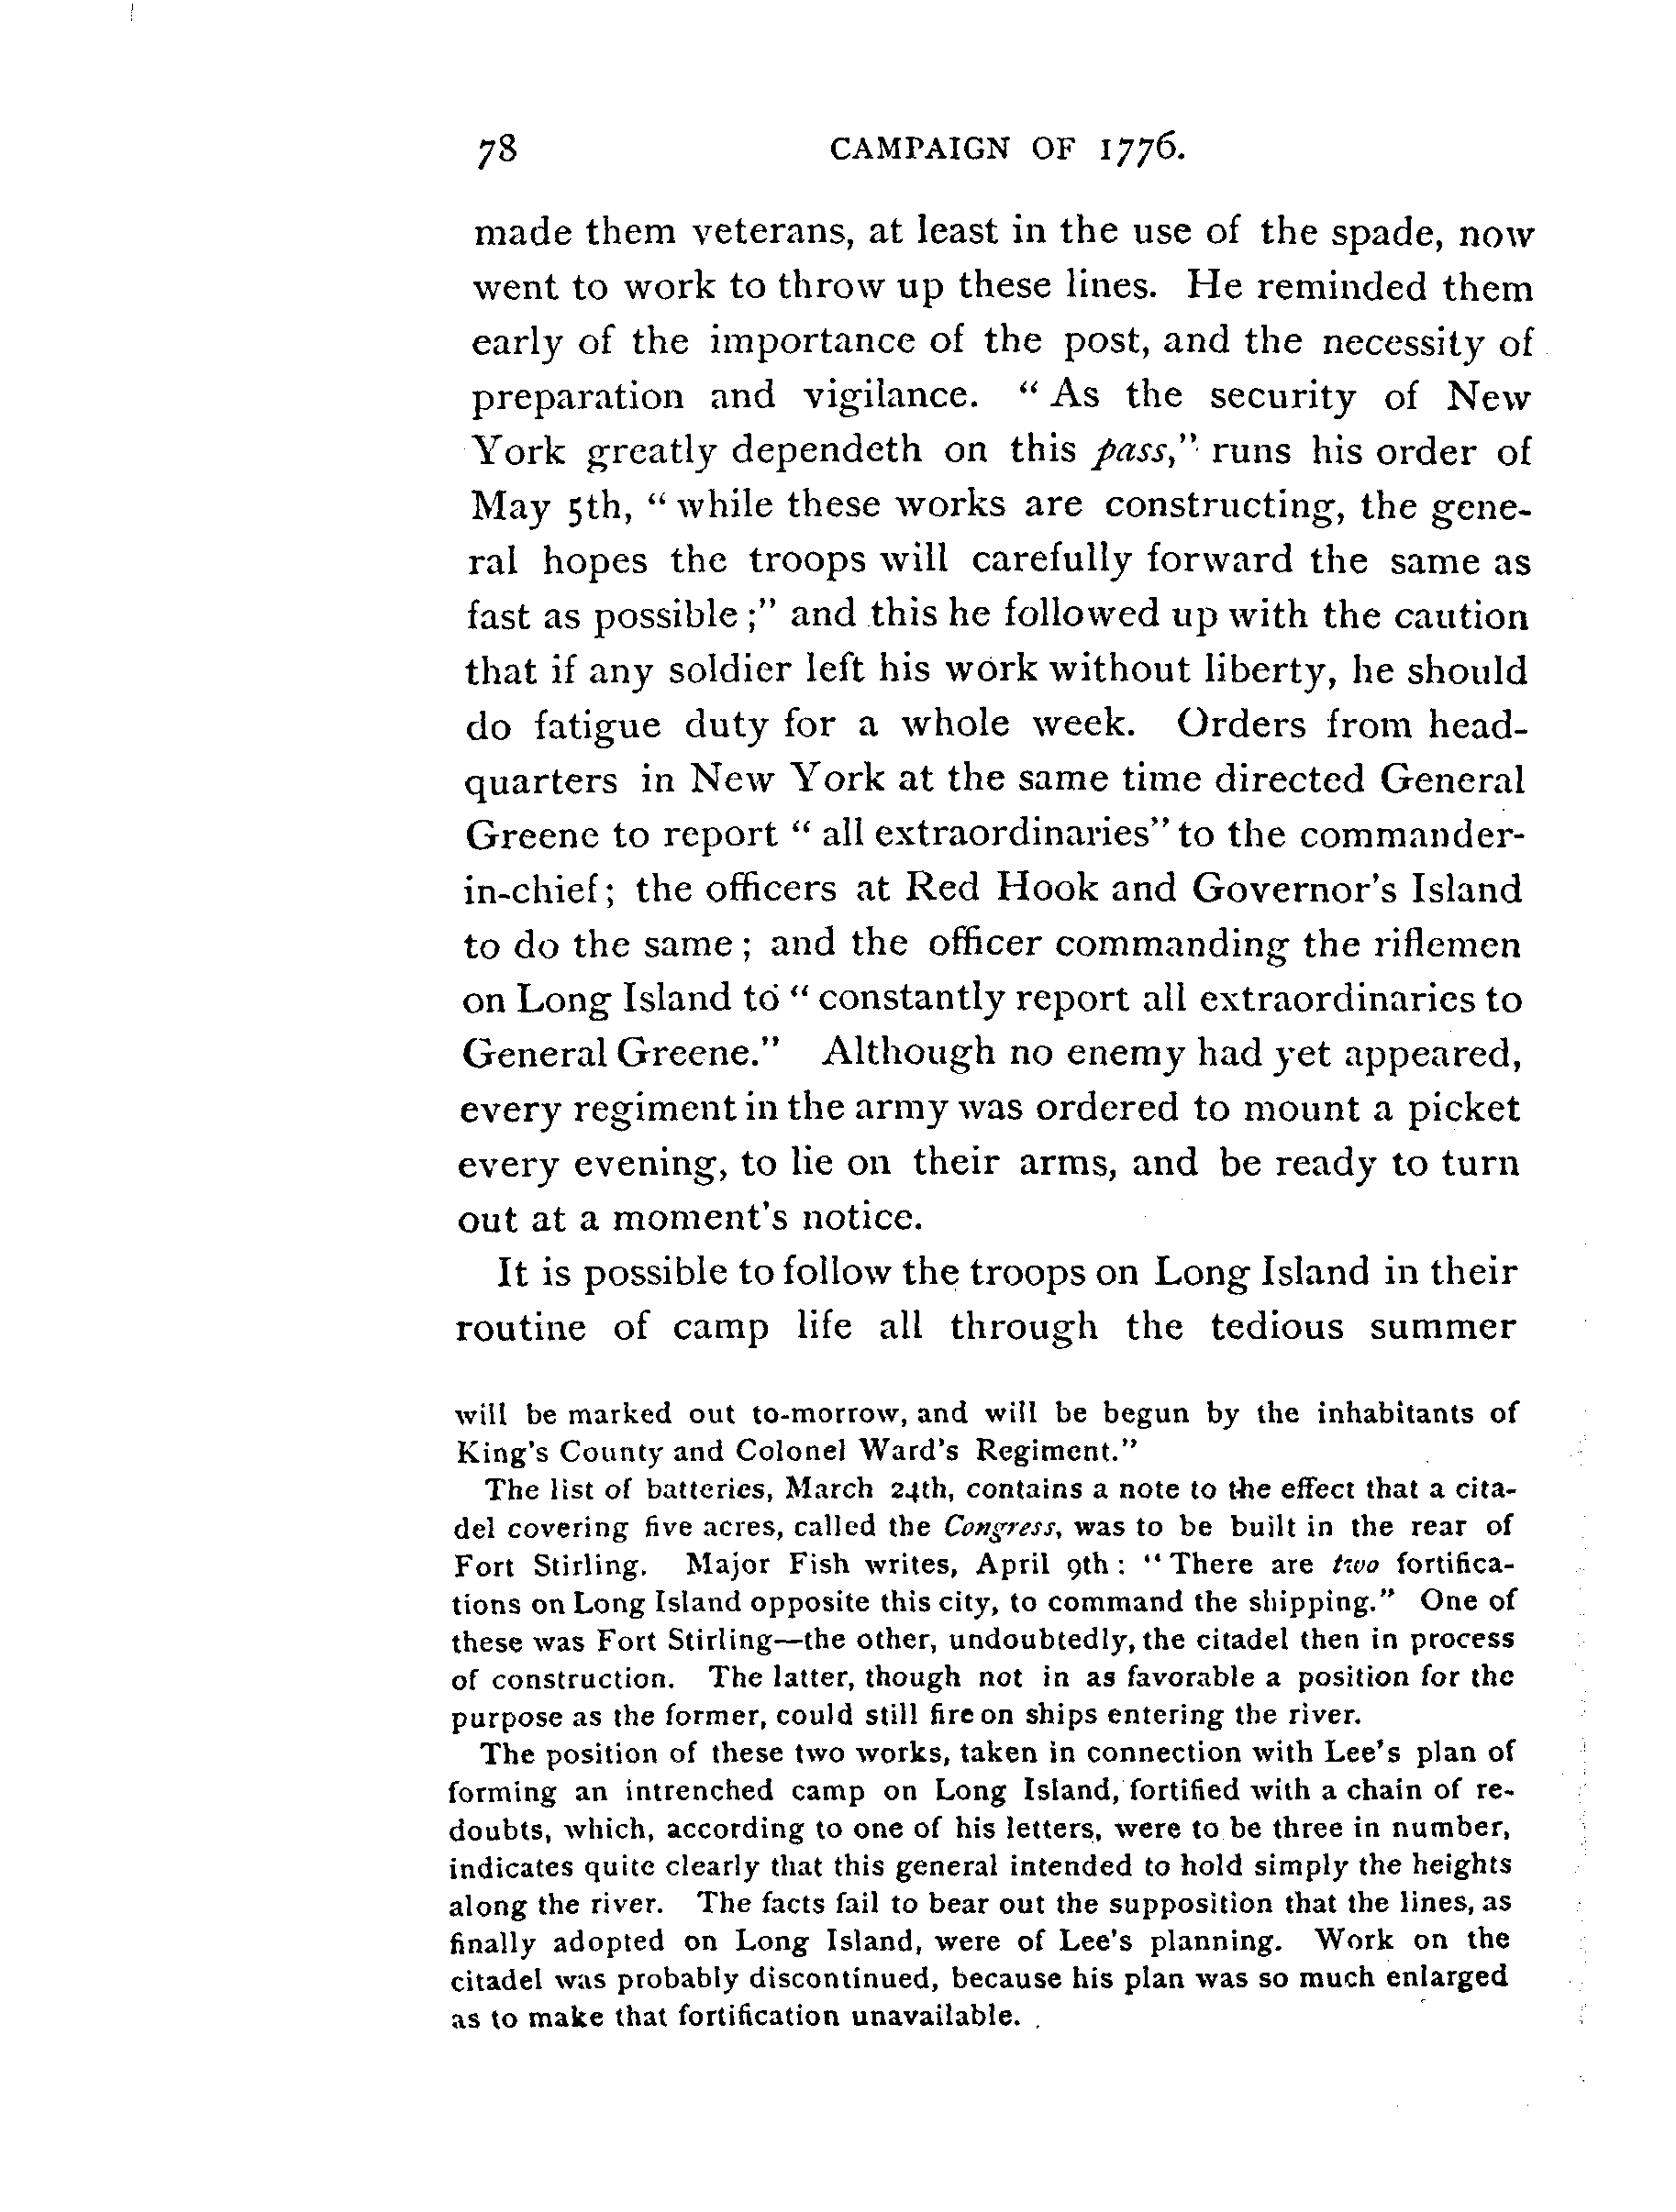 78 CAMPAIGN OF 1776.
made them veterans, at least in the use of the spade, now
went to work to throw up these lines. He reminded them
early of the importance of the post, and the necessity of
preparation and vigilance. “ As the security of New
York greatly dependeth on this pass,” runs his order of
May 5th, “ while these works are constructing, the gene-
ral hopes the troops will carefully forward the same as
fast as possible ;” and this he followed up with the caution
that if any soldier left his work without liberty, he should
do fatigue duty for a whole week. Orders from head-
quarters in New York at the same time directed General
Greene to report “ all extraordinaries” to the commander-
in-chief; the officers at Red Hook and Governor's Island
to do the same ; and the officer commanding the riflemen
on Long Island to “ constantly report all extraordinaries to
General Greene.” Although no enemy had yet appeared,
every regiment in the army was ordered to mount a picket
every evening, to lie on their arms, and be ready to turn
out at a moment's notice.
It is possible to follow the troops on Long Island in their
routine of camp life all through the tedious summer
will be marked out to-morrow, and will be begun by the inhabitants of
King's County and Colonel Ward's Regiment.”
The list of batteries, March 24th, contains a note to the effect that a cita-
del covering five acres, called the Congress, was to be built in the rear of
Fort Stirling. Major Fish writes, April 9th : “ There are two fortifica-
tions on Long Island opposite this city, to command the shipping.” One of
these was Fort Stirling—the other, undoubtedly, the citadel then in process
of construction. The latter, though not in as favorable a position for the
purpose as the former, could still fire on ships entering the river.
The position of these two works, taken in connection with Lee's plan of
forming an intrenched camp on Long Island, fortified with a chain of re-
doubts, which, according to one of his letters, were to be three in number,
indicates quite clearly that this general intended to hold simply the heights
along the river. The facts fail to bear out the supposition that the lines, as
finally adopted on Long Island, were of Lee's planning. Work on the
citadel was probably discontinued, because his plan was so much enlarged
as to make that fortification unavailable.